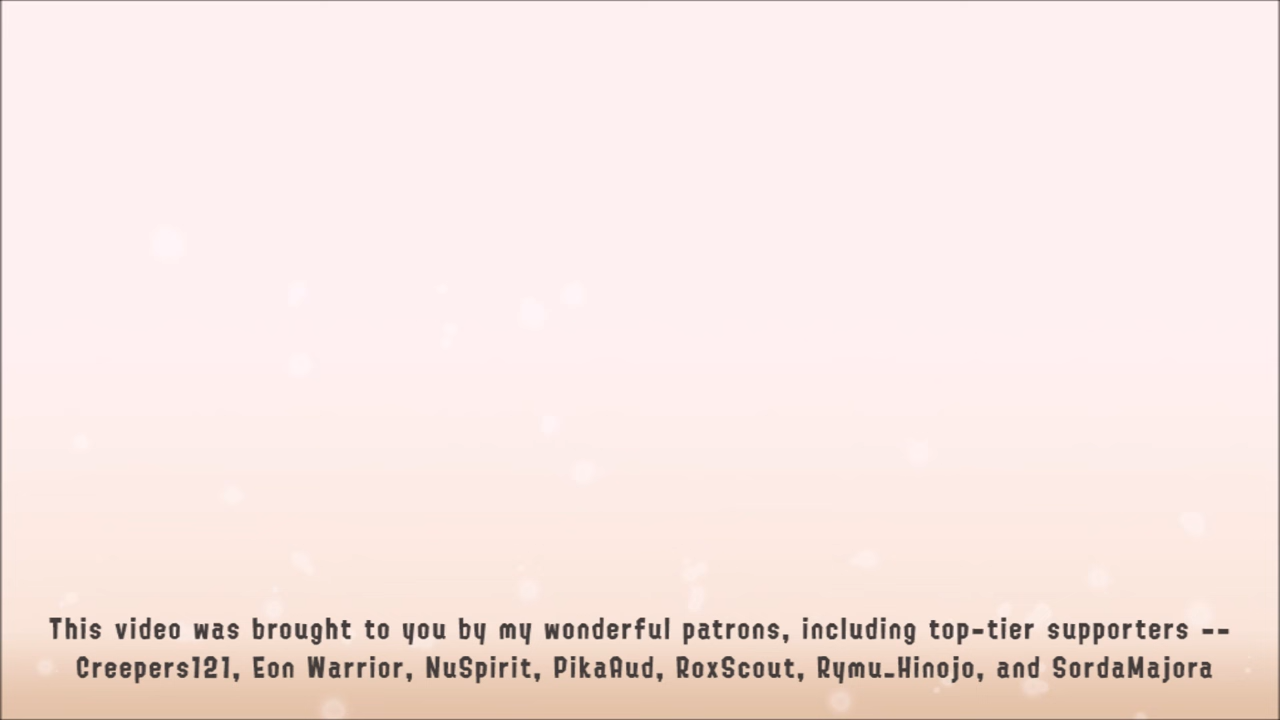 This video was brought to you by my wonderful patrons, including top-tier supporters --
Creepers121, Eon Warrior, NuSpirit, PikaAud, RoxScout, Rymu_Hinojo, and SordaMajora